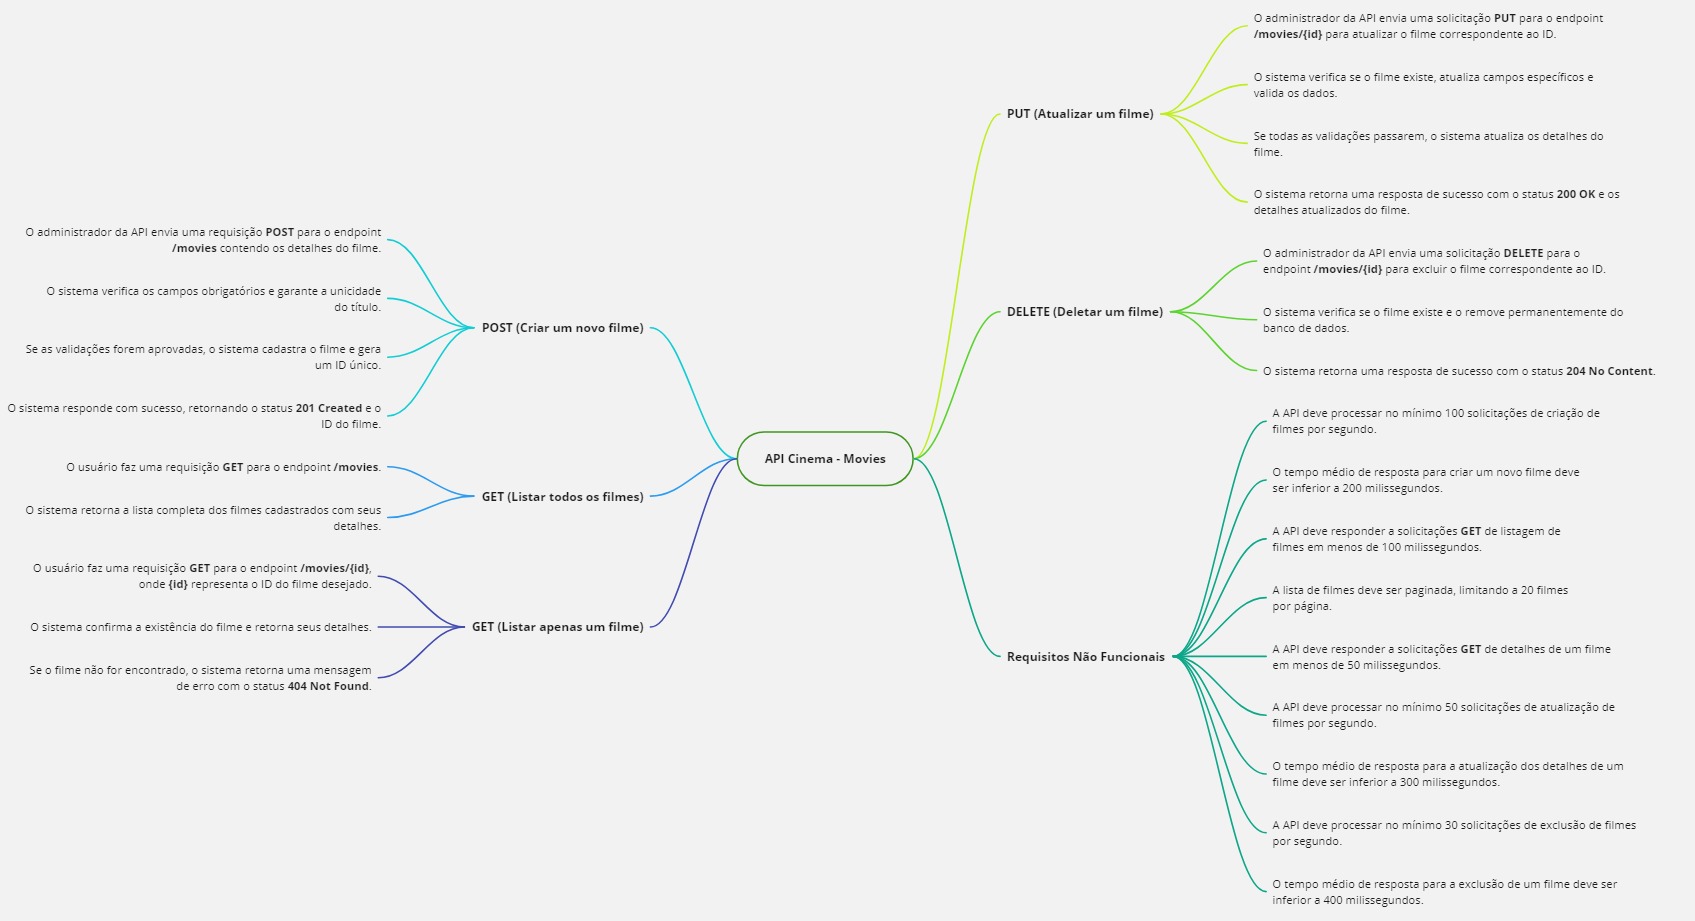 API Cinema - Movies
POST (Criar um novo filme)
O administrador da API envia uma requisição POST para o endpoint
/movies contendo os detalhes do filme.
O sistema verifica os campos obrigatórios e garante a unicidade
do título.
Se as validações forem aprovadas, o sistema cadastra o filme e gera
um ID único.
O sistema responde com sucesso, retornando o status 201 Created e o
ID do filme.
GET (Listar todos os filmes)
O usuário faz uma requisição GET para o endpoint /movies.
O sistema retorna a lista completa dos filmes cadastrados com seus
detalhes.
GET (Listar apenas um filme)
O usuário faz uma requisição GET para o endpoint /movies/{id},
onde {id} representa o ID do filme desejado.
O sistema confirma a existência do filme e retorna seus detalhes.
Se o filme não for encontrado, o sistema retorna uma mensagem
de erro com o status 404 Not Found.
PUT (Atualizar um filme)
O administrador da API envia uma solicitação PUT para o endpoint
/movies/{id} para atualizar o filme correspondente ao ID.
O sistema verifica se o filme existe, atualiza campos específicos e
valida os dados.
Se todas as validações passarem, o sistema atualiza os detalhes do
filme.
O sistema retorna uma resposta de sucesso com o status 200 OK e os
detalhes atualizados do filme.
DELETE (Deletar um filme)
O administrador da API envia uma solicitação DELETE para o
endpoint /movies/{id} para excluir o filme correspondente ao ID.
O sistema verifica se o filme existe e o remove permanentemente do
banco de dados.
O sistema retorna uma resposta de sucesso com o status 204 No Content.
Requisitos Não Funcionais
A API deve processar no mínimo 100 solicitações de criação de
filmes por segundo.
O tempo médio de resposta para criar um novo filme deve
ser inferior a 200 milissegundos.
A API deve responder a solicitações GET de listagem de
filmes em menos de 100 milissegundos.
A lista de filmes deve ser paginada, limitando a 20 filmes
por página.
A API deve responder a solicitações GET de detalhes de um filme
em menos de 50 milissegundos.
A API deve processar no mínimo 50 solicitações de atualização de
filmes por segundo.
O tempo médio de resposta para a atualização dos detalhes de um
filme deve ser inferior a 300 milissegundos.
A API deve processar no mínimo 30 solicitações de exclusão de filmes
por segundo.
O tempo médio de resposta para a exclusão de um filme deve ser
inferior a 400 milissegundos.